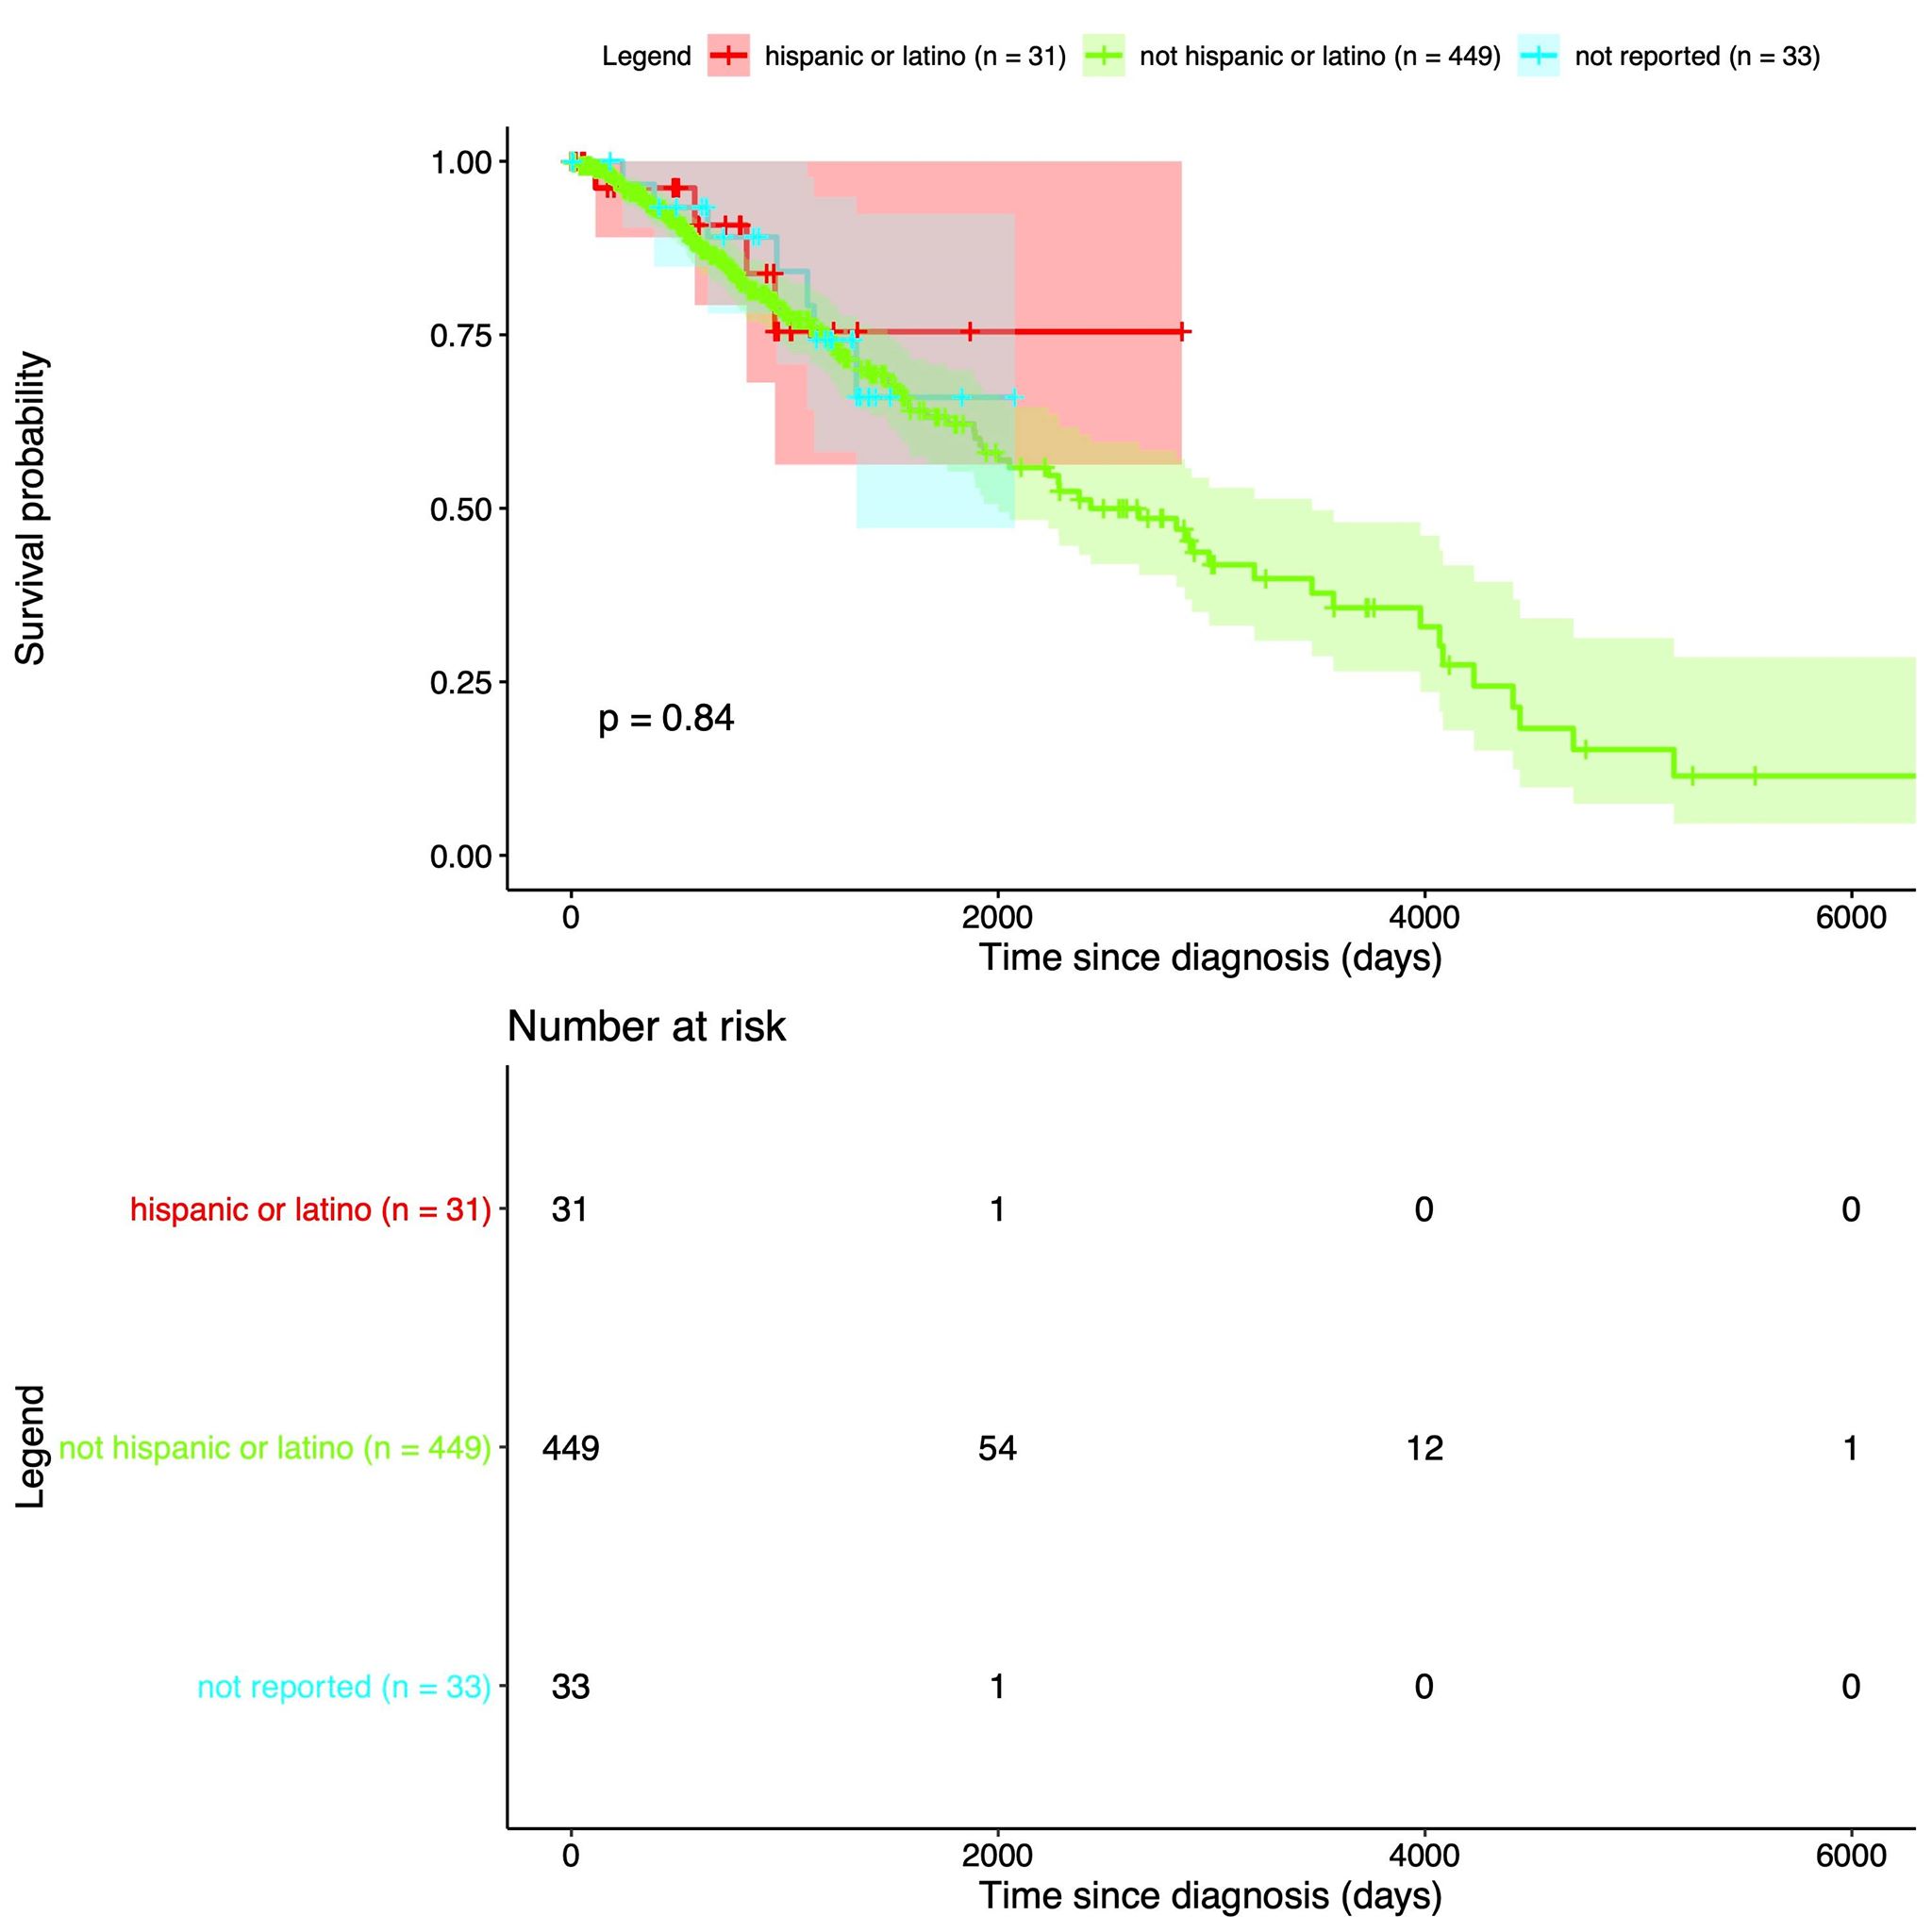 Legend hispanic or latino (n = 31) not hispanic or latino (n = 449) not reported (n = 33)
Survival probability
1.00
0.75
0.50
0.25
0.00
p = 0.84
0 2000 4000 6000
Time since diagnosis (days)
Number at risk
Legend
hispanic or latino (n = 31) 31 1 0 0
not hispanic or latino (n = 449) 449 54 12 1
not reported (n = 33) 33 1 0 0
0 2000 4000 6000
Time since diagnosis (days)